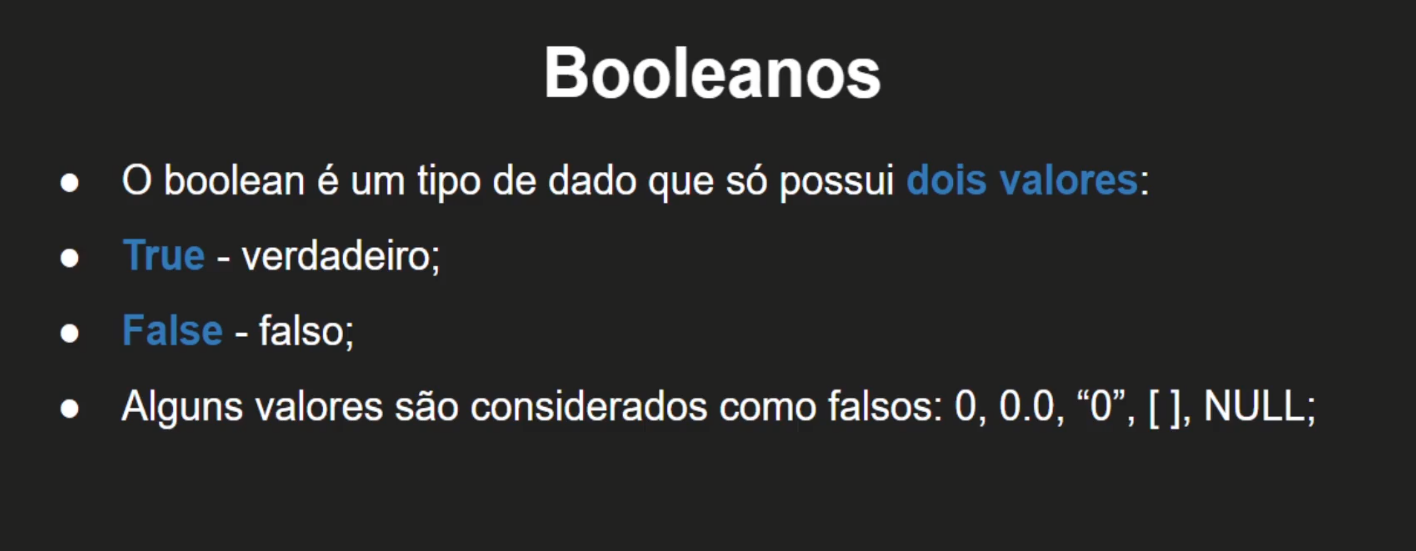 Booleanos
● O boolean é um tipo de dado que só possui dois valores:
● True - verdadeiro;
● False - falso;
● Alguns valores são considerados como falsos: 0, 0.0, “0”, [ ], NULL;